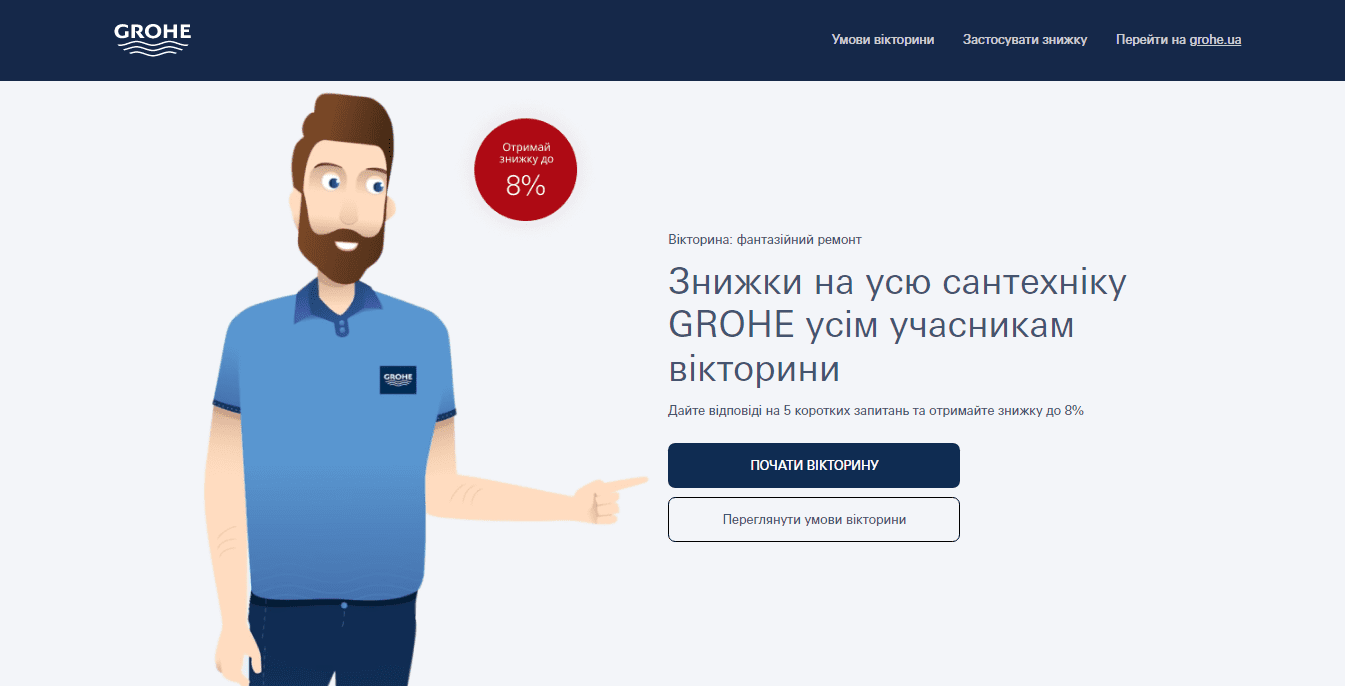 GROHE
Умови вікторини
Застосувати знижку
Перейти на grohe.ua
Отримай
знижку до
8%
GROHE
Вікторина: фантазійний ремонт
Знижки на усю сантехніку
GROHE усім учасникам
вікторини
Дайте відповіді на 5 коротких запитань та отримайте знижку до 8%
ПОЧАТИ ВІКТОРИНУ
Переглянути умови вікторини